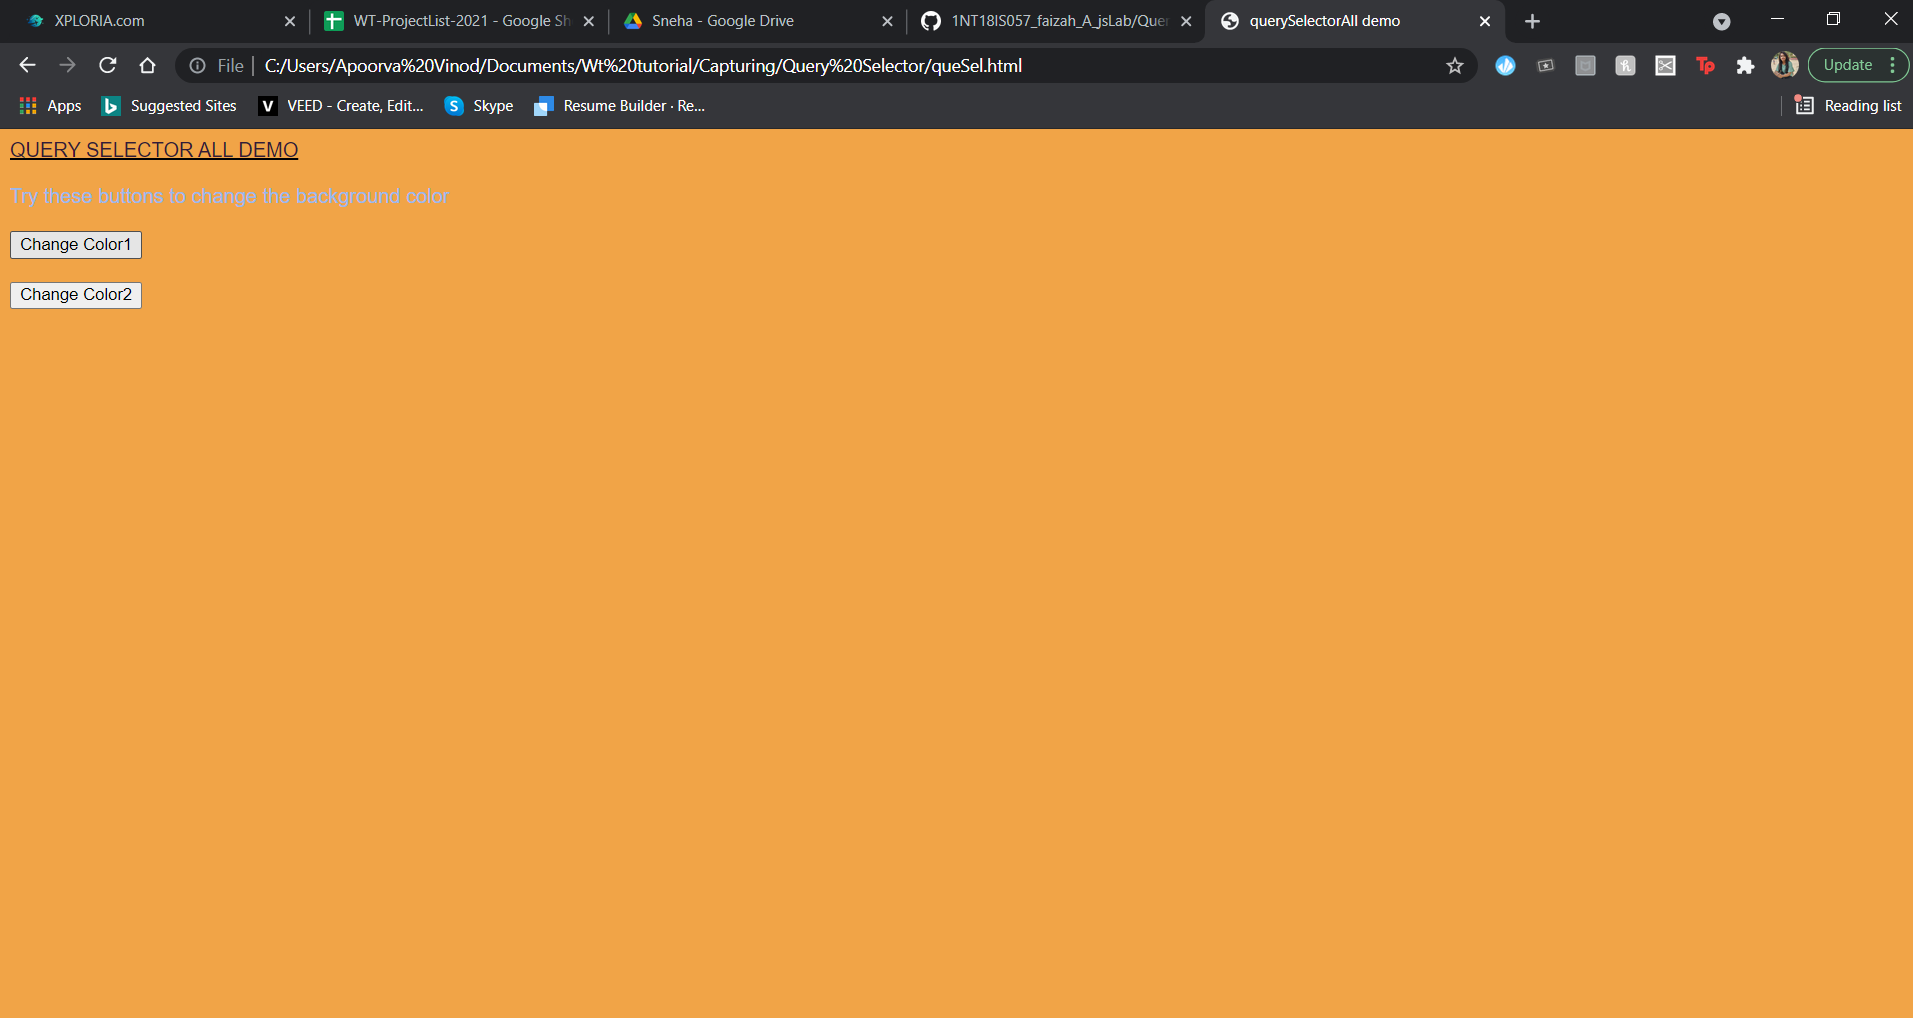 XPLORIA.com
WT-ProjectList-2021 - Google Sh
Sneha - Google Drive
1NT18IS057_faizah_A_jsLab/Quer
querySelectorAll demo
File
C:/Users/Apoorva%20Vinod/Documents/Wt%20tutorial/Capturing/Query%20Selector/queSel.html
Tp
Update
Apps
Suggested Sites
V
VEED - Create, Edit...
Skype
Resume Builder · Re...
Reading list
QUERY SELECTOR ALL DEMO
Try these buttons to change the background color
Change Color1
Change Color2